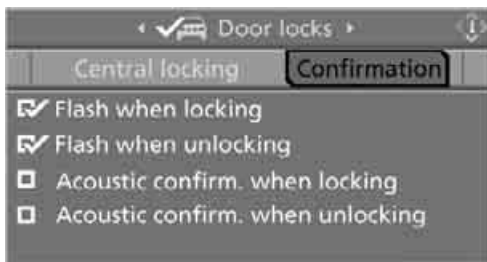 Door locks
Central locking Confirmation
Flash when locking
Flash when unlocking
Acoustic confirm. when locking
Acoustic confirm. when unlocking